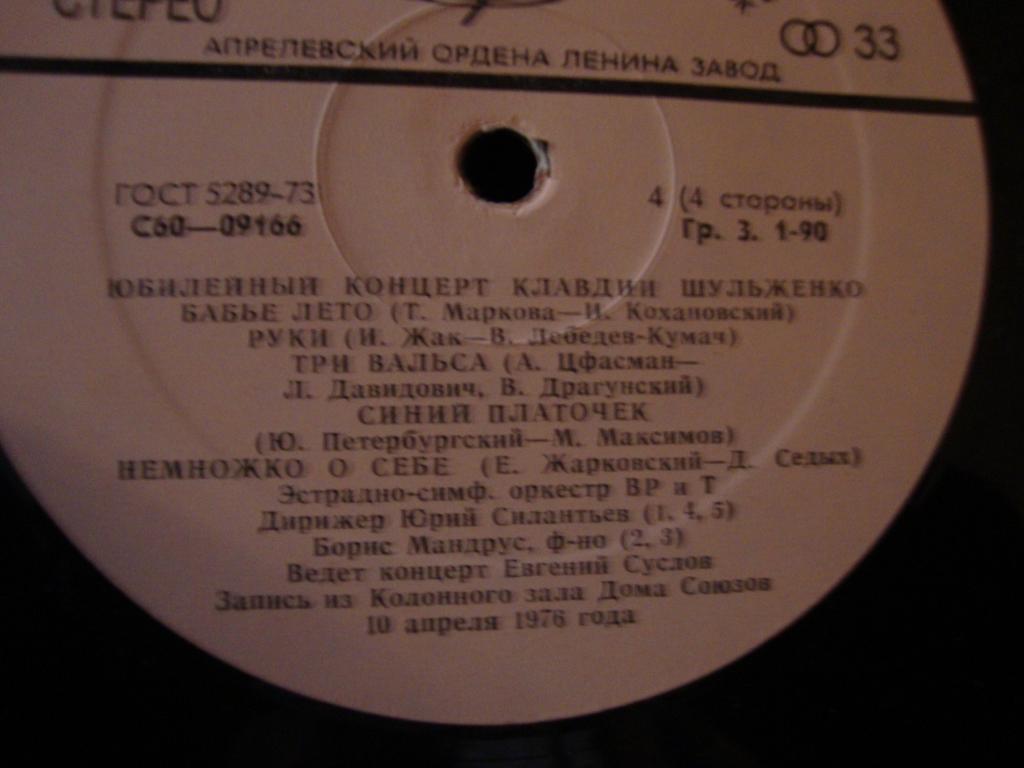 СТЕРЕО
33
АПРЕЛЕВСКИЙ ОРДЕНА ЛЕНИНА ЗАВОД
ГОСТ 5289-73
4 (4 стороны)
С60—09166
Гр. 3. 1-90
ЮБИЛЕЙНЫЙ КОНЦЕРТ КЛАВДИИ ШУЛЬЖЕНКО
БАБЬЕ ЛЕТО (Т. Маркова—И. Кохановский)
РУКИ (И. Жак—В. Лебедев-Кумач)
ТРИ ВАЛЬСА (А. Цфасман—
Л. Давидович, В. Драгунский)
СИНИЙ ПЛАТОЧЕК
(Ю. Петербургский—М. Максимов)
НЕМНОЖКО О СЕБЕ (Е. Жарковский—Д. Седых)
Эстрадно-симф. оркестр ВР и Т
Дирижер Юрий Силантьев (1, 4, 5)
Борис Мандрус, ф-но (2, 3)
Ведет концерт Евгений Суслов
Запись из Колонного зала Дома Союзов
10 апреля 1976 года